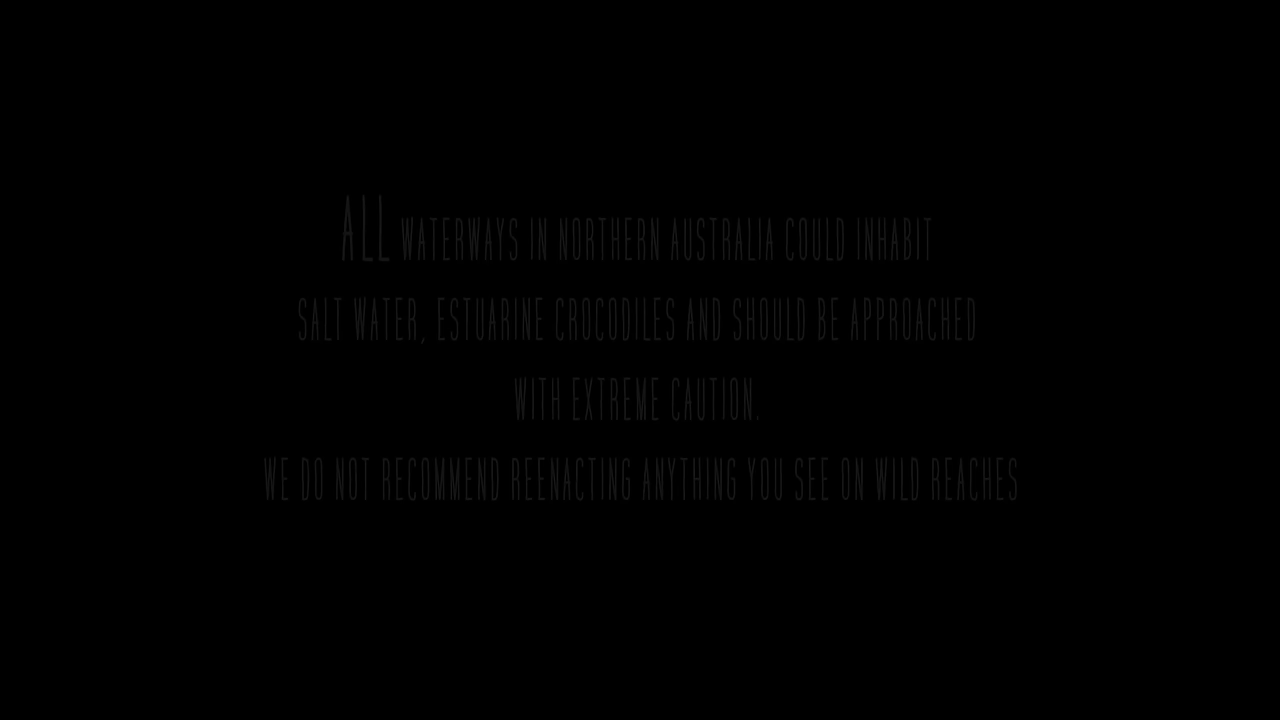 ALL WATERWAYS IN NORTHERN AUSTRALIA COULD INHABIT
SALT WATER, ESTUARINE CROCODILES AND SHOULD BE APPROACHED
WITH EXTREME CAUTION.
WE DO NOT RECOMMEND REENACTING ANYTHING YOU SEE ON WILD REACHES